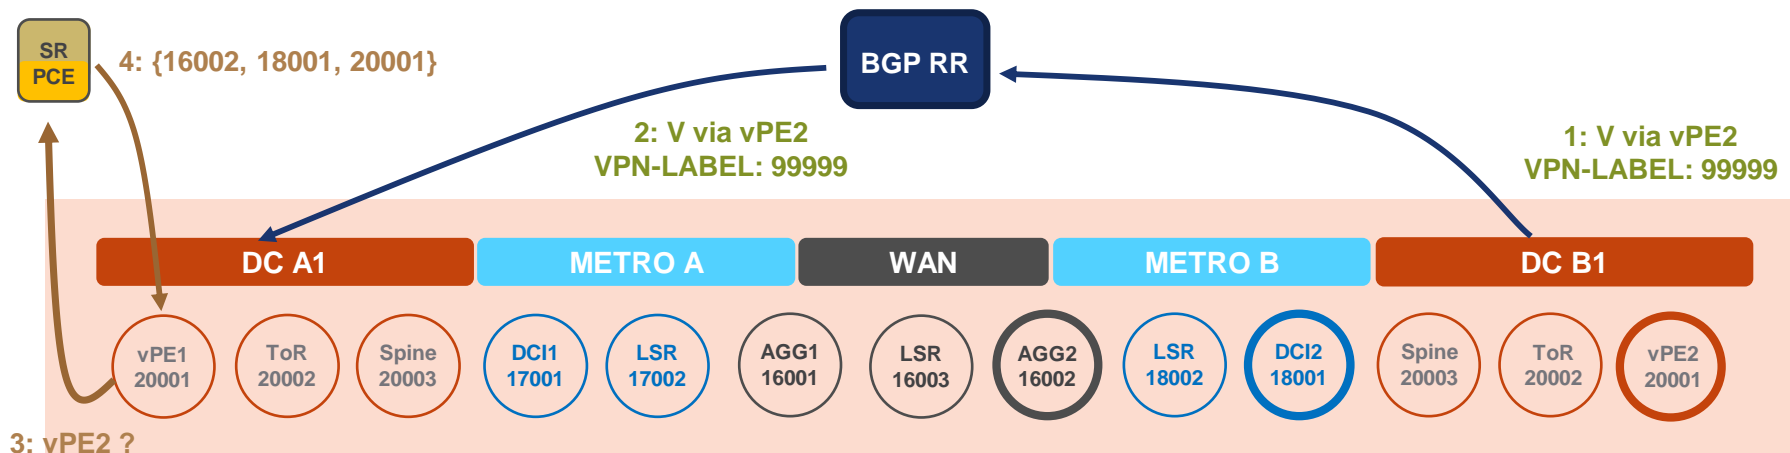 SR
PCE
4: {16002, 18001, 20001}
BGP RR
2: V via vPE2
VPN-LABEL: 99999
1: V via vPE2
VPN-LABEL: 99999
DC A1
METRO A
WAN
METRO B
DC B1
vPE1
20001
ToR
20002
Spine
20003
DCI1
17001
LSR
17002
AGG1
16001
LSR
16003
AGG2
16002
LSR
18002
DCI2
18001
Spine
20003
ToR
20002
vPE2
20001
3: vPE2 ?